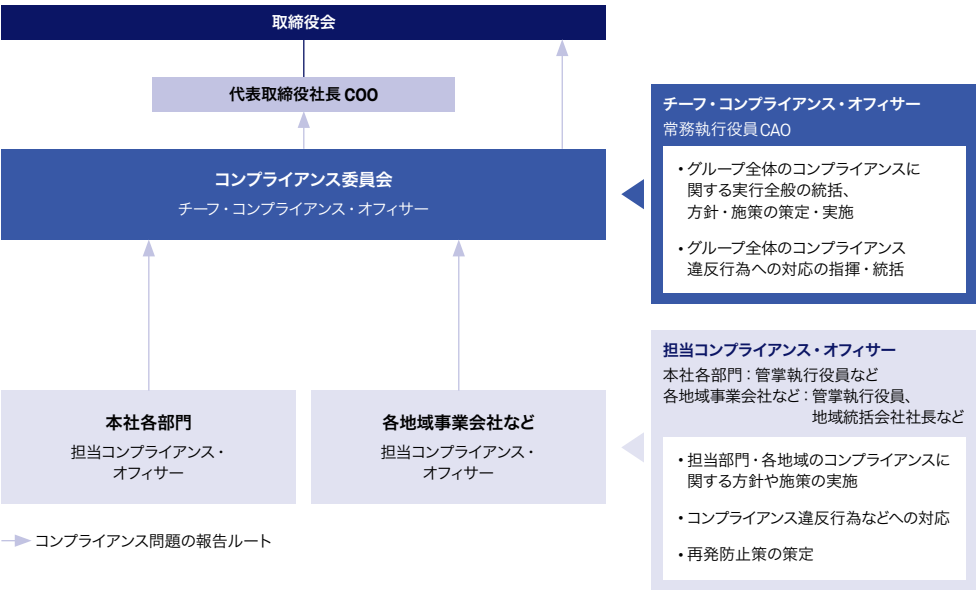 取締役会
代表取締役社長 COO
コンプライアンス委員会
チーフ・コンプライアンス・オフィサー
本社各部門
担当コンプライアンス・
オフィサー
各地域事業会社など
担当コンプライアンス・
オフィサー
コンプライアンス問題の報告ルート
チーフ・コンプライアンス・オフィサー
常務執行役員 CAO
・グループ全体のコンプライアンスに
関する実行全般の統括、
方針・施策の策定・実施
・グループ全体のコンプライアンス
違反行為への対応の指揮・統括
担当コンプライアンス・オフィサー
本社各部門：管掌執行役員など
各地域事業会社など：管掌執行役員、
地域統括会社社長など
・担当部門・各地域のコンプライアンスに
関する方針や施策の実施
・コンプライアンス違反行為などへの対応
・再発防止策の策定